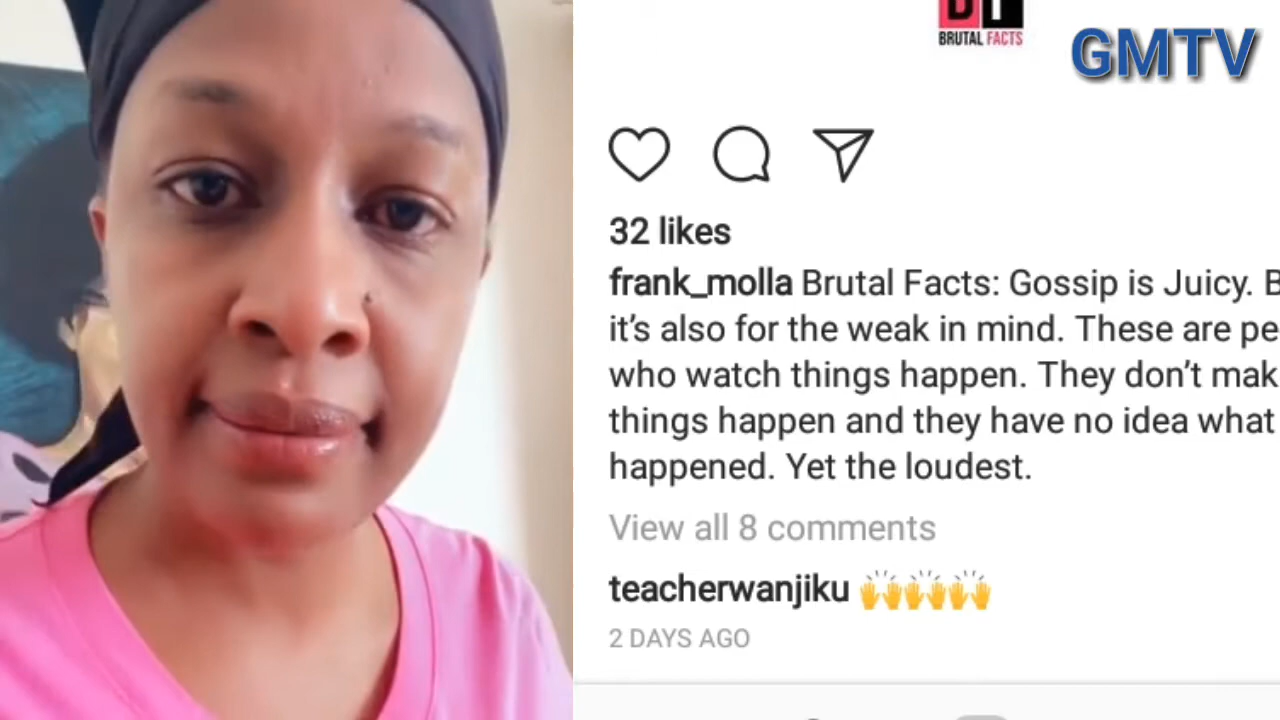 BRUTAL FACTS
GMTV
32 likes
frank_molla Brutal Facts: Gossip is Juicy. B
it's also for the weak in mind. These are pe
who watch things happen. They don't mak
things happen and they have no idea what
happened. Yet the loudest.
View all 8 comments
teacherwanjiku 🙌🙌🙌
2 DAYS AGO